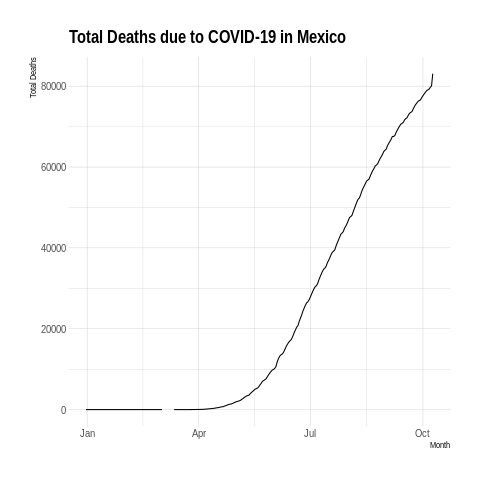 Total Deaths due to COVID-19 in Mexico
Total Deaths
80000
60000
40000
20000
0
Jan Apr Jul Oct
Month